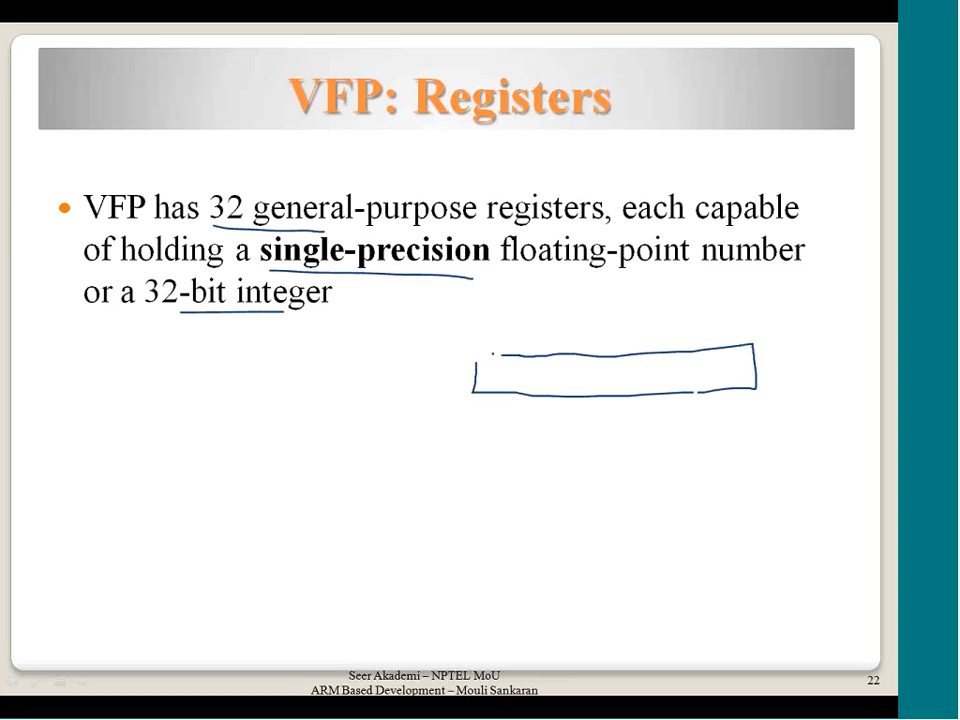 VFP: Registers
• VFP has 32 general-purpose registers, each capable
of holding a single-precision floating-point number
or a 32-bit integer
Seer Akademi – NPTEL MoU
ARM Based Development – Mouli Sankaran
22